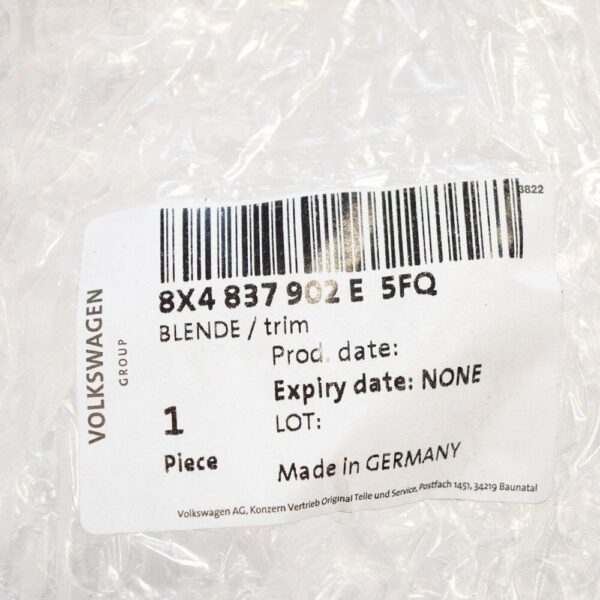 3822
8X4 837 902 E 5FQ
BLENDE / trim
Prod. date:
Expiry date: NONE
1
LOT:
Piece
Made in GERMANY
Volkswagen AG, Konzern Vertrieb Original Teile und Service, Postfach 1451, 34219 Baunatal
VOLKSWAGEN
GROUP